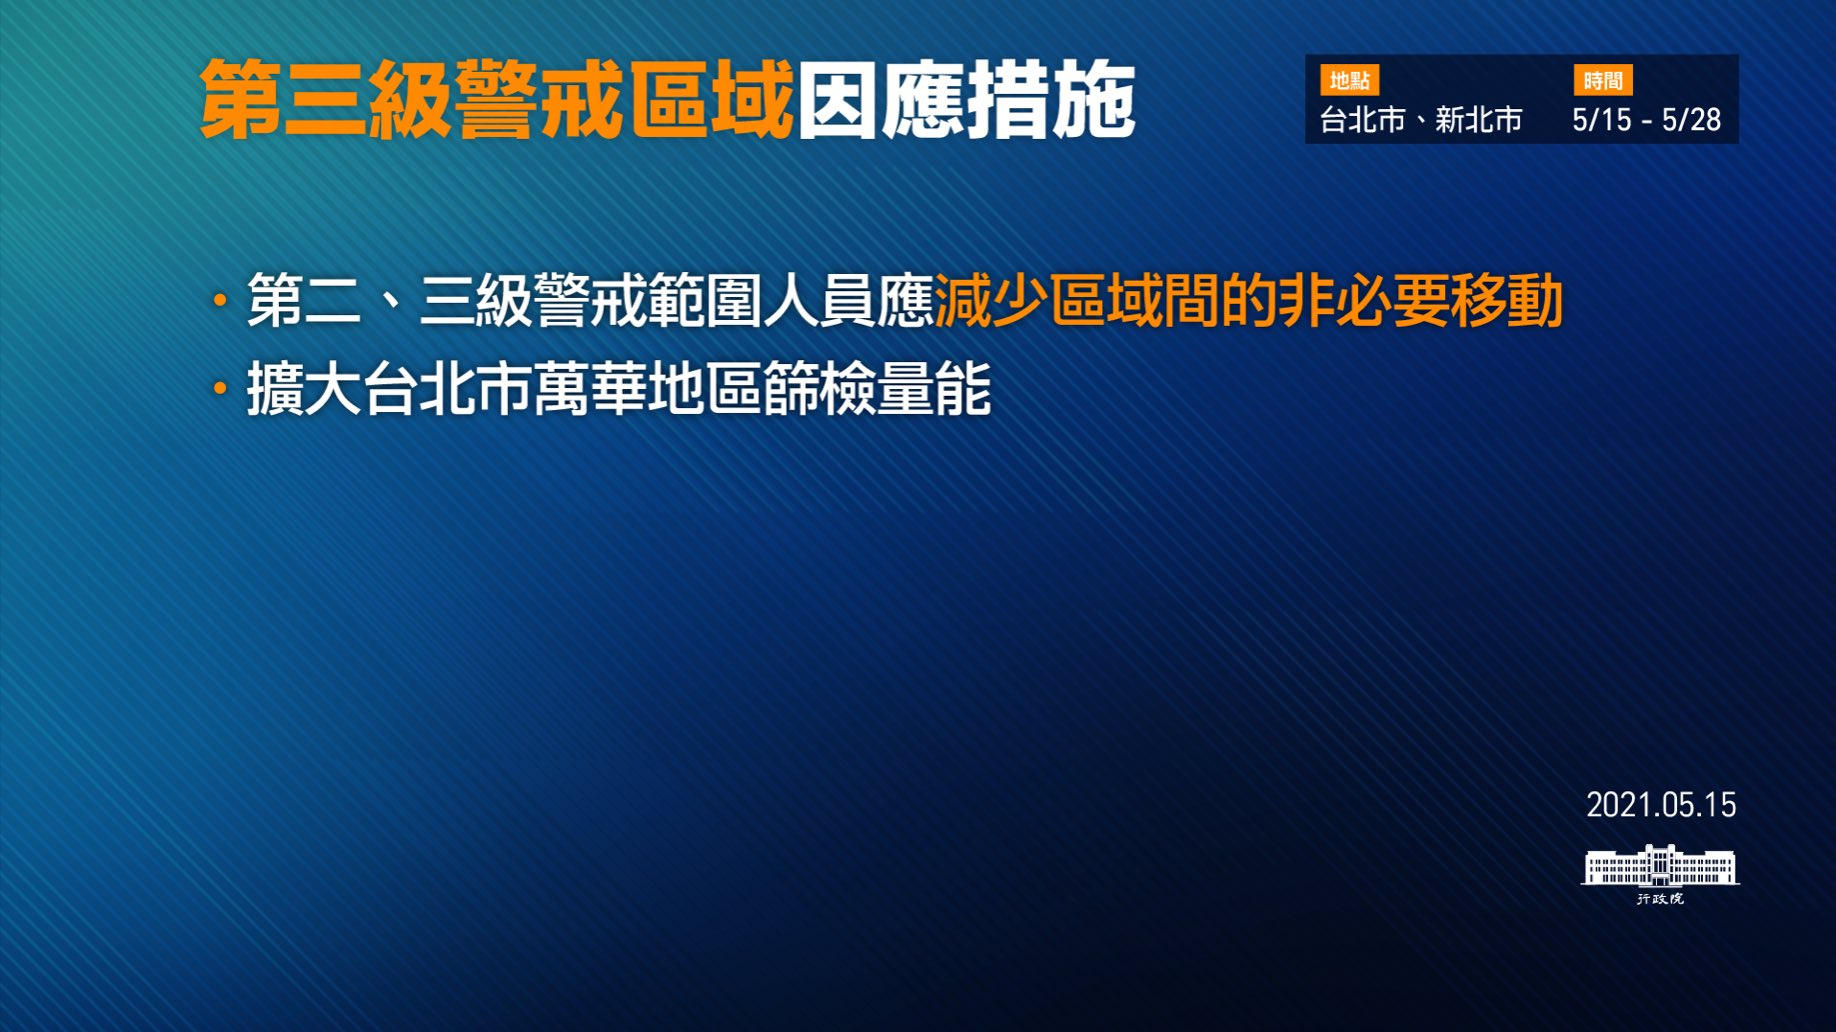 第三級警戒區域因應措施
地點
台北市、新北市
時間
5/15 - 5/28
・第二、三級警戒範圍人員應減少區域間的非必要移動
・擴大台北市萬華地區篩檢量能
2021.05.15
行政院